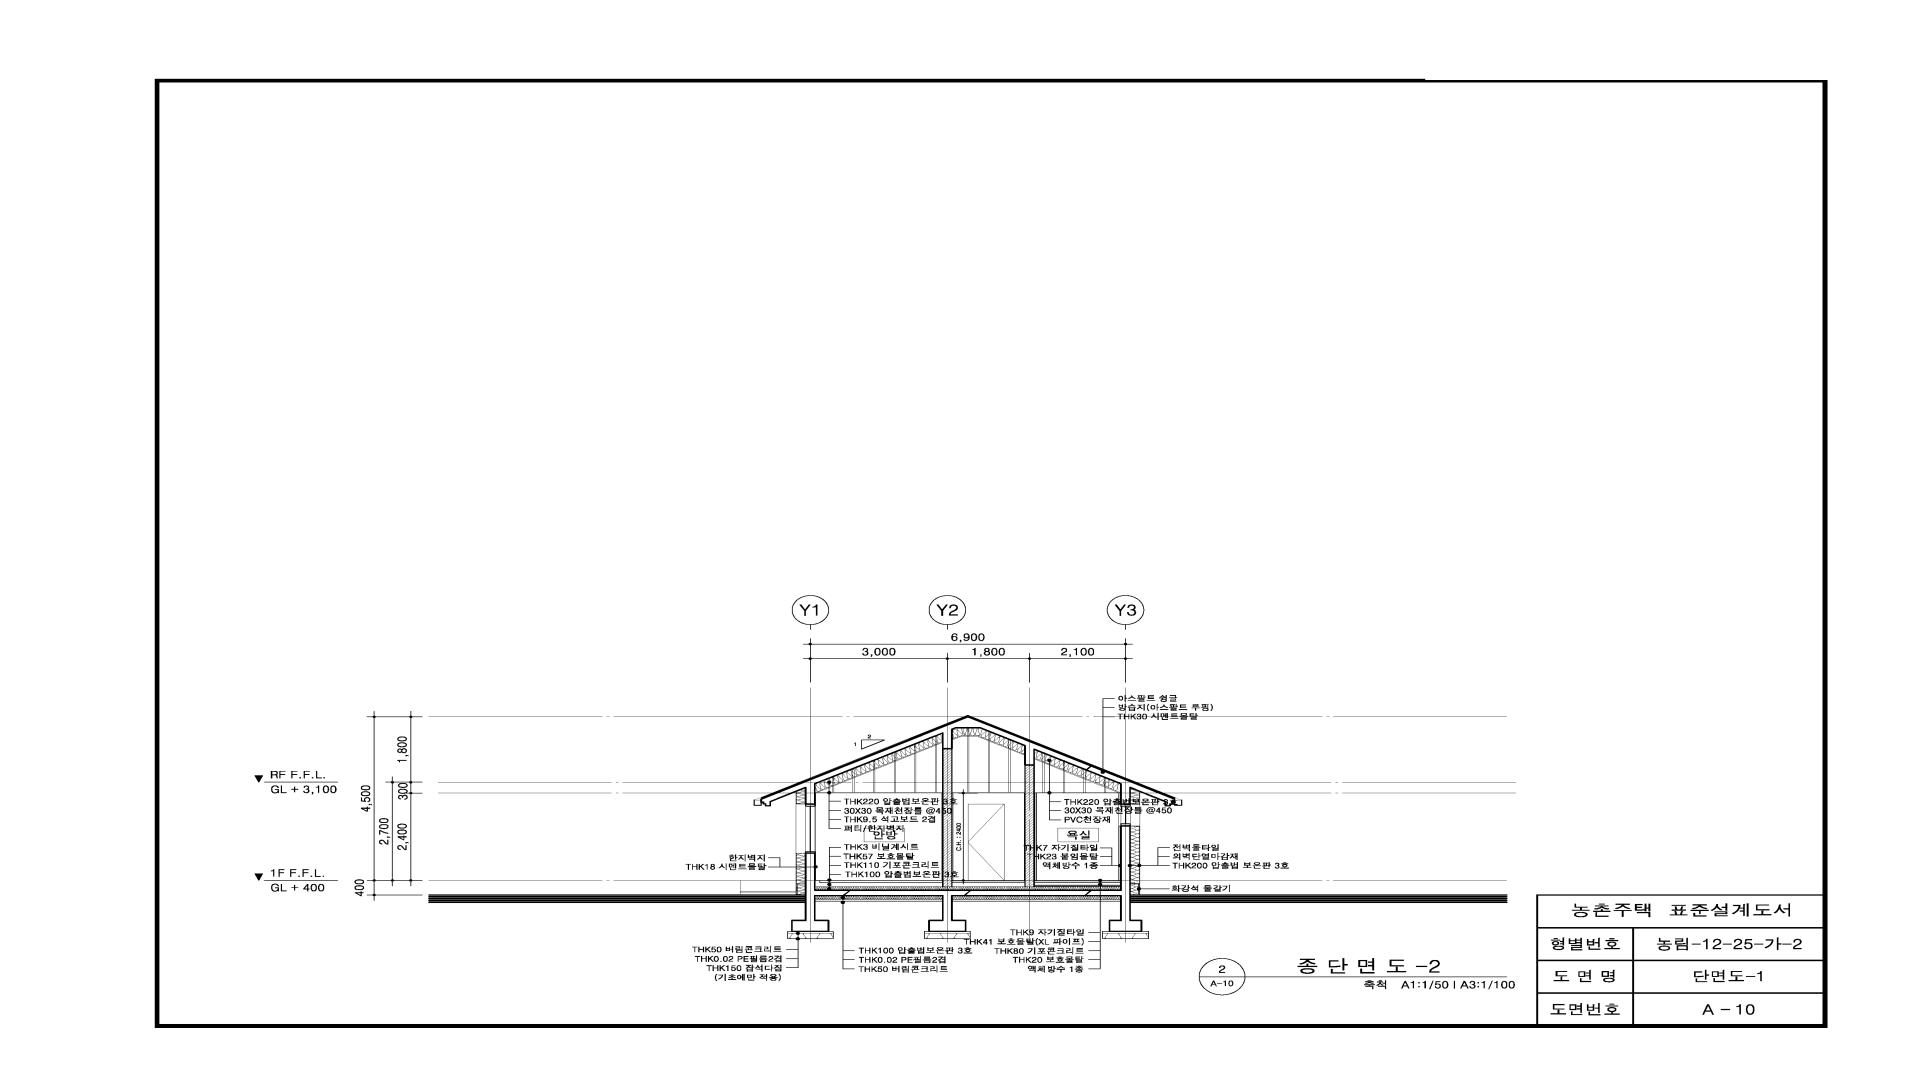 Y1 Y2 Y3
6,900
3,000 1,800 2,100
아스팔트 슁글
방습지(아스팔트 루핑)
THK30 시멘트몰탈
2
1
RF F.F.L.
GL + 3,100
4,500
1,800
300
2,700
2,400
400
1F F.F.L.
GL + 400
THK220 압출법보온판 3호
30X30 목재천장틀 @450
THK9.5 석고보드 2겹
퍼티/한지벽지
안방
THK3 비닐계시트
THK57 보호몰탈
THK110 기포콘크리트
THK100 압출법보온판 3호
C.H. : 2400
THK220 압출법보온판 3호
30X30 목재천장틀 @450
PVC천장재
욕실
THK7 자기질타일
THK23 붙임몰탈
액체방수 1종
한지벽지
THK18 시멘트몰탈
전벽돌타일
외벽단열마감재
THK200 압출법 보온판 3호
화강석 물갈기
THK50 버림콘크리트
THK0.02 PE필름2겹
THK150 잡석다짐
(기초에만 적용)
THK100 압출법보온판 3호
THK0.02 PE필름2겹
THK50 버림콘크리트
THK9 자기질타일
THK41 보호몰탈(XL 파이프)
THK80 기포콘크리트
THK20 보호몰탈
액체방수 1종
2
A-10
종 단 면 도 -2
축척 A1:1/50 I A3:1/100
농촌주택 표준설계도서
형별번호 농림-12-25-가-2
도 면 명 단면도-1
도면번호 A - 10